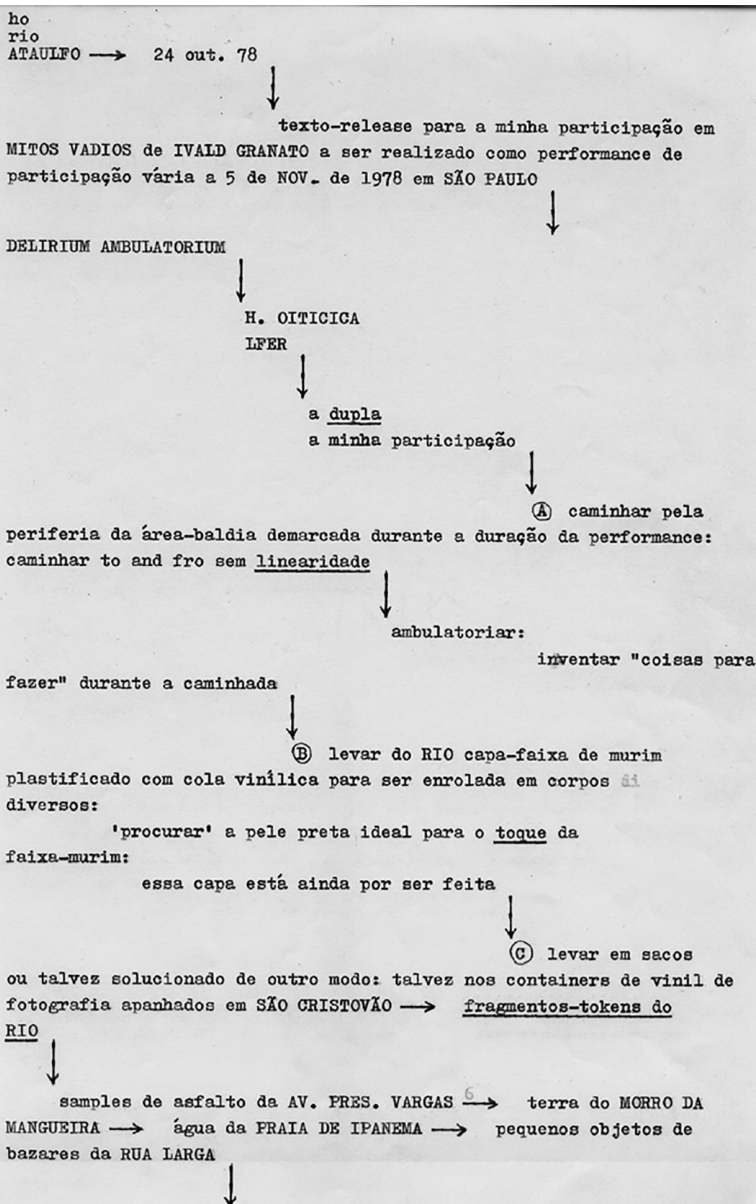 ho
rio
ATAULFO → 24 out. 78
texto-release para a minha participação em
MITOS VADIOS de IVALD GRANATO a ser realizado como performance de
participação vária a 5 de NOV. de 1978 em SÃO PAULO
DELIRIUM AMBULATORIUM
H. OITICICA
LFER
a dupla
a minha participação
Ⓐ caminhar pela
periferia da área-baldia demarcada durante a duração da performance:
caminhar to and fro sem linearidade
ambulatoriar:
inventar "coisas para
fazer" durante a caminhada
Ⓑ levar do RIO capa-faixa de murim
plastificado com cola vinílica para ser enrolada em corpos
diversos:
'procurar' a pele preta ideal para o toque da
faixa-murim:
essa capa está ainda por ser feita
Ⓒ levar em sacos
ou talvez solucionado de outro modo: talvez nos containers de vinil de
fotografia apanhados em SÃO CRISTOVÃO → fragmentos-tokens do
RIO
samples de asfalto da AV. PRES. VARGAS → terra do MORRO DA
MANGUEIRA → água da PRAIA DE IPANEMA → pequenos objetos de
bazares da RUA LARGA